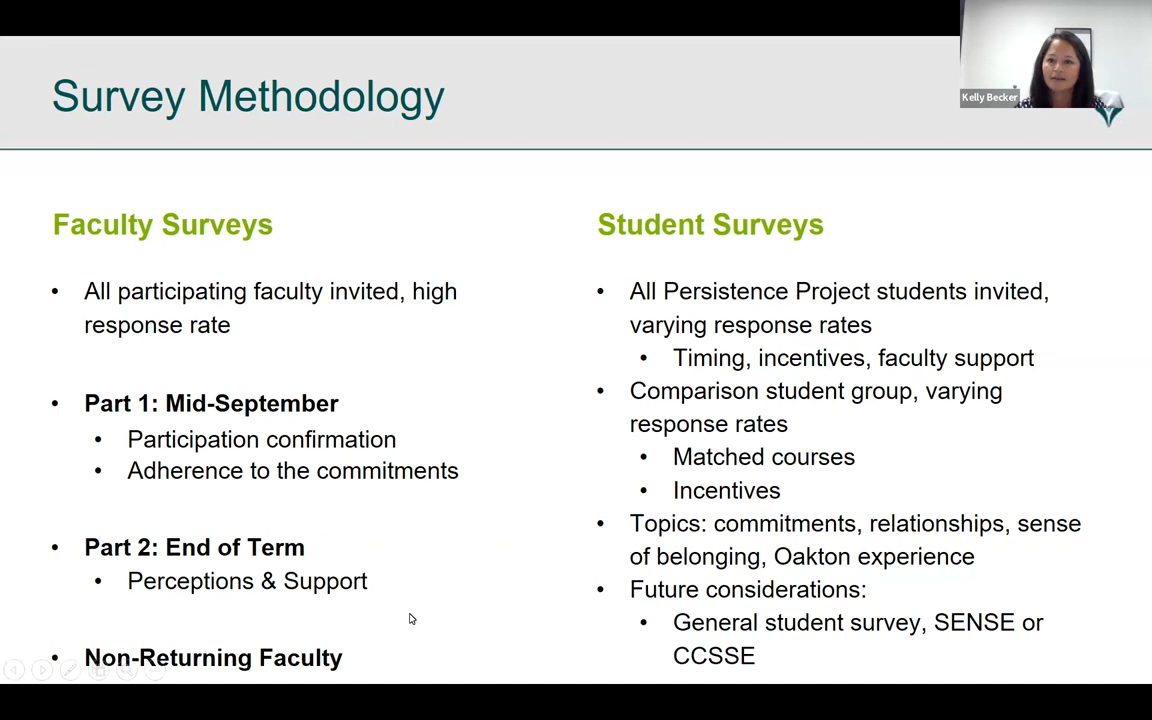 Survey Methodology
Kelly Becker
Faculty Surveys
• All participating faculty invited, high
response rate
• Part 1: Mid-September
• Participation confirmation
• Adherence to the commitments
• Part 2: End of Term
• Perceptions & Support
• Non-Returning Faculty
Student Surveys
• All Persistence Project students invited,
varying response rates
• Timing, incentives, faculty support
• Comparison student group, varying
response rates
• Matched courses
• Incentives
• Topics: commitments, relationships, sense
of belonging, Oakton experience
• Future considerations:
• General student survey, SENSE or
CCSSE